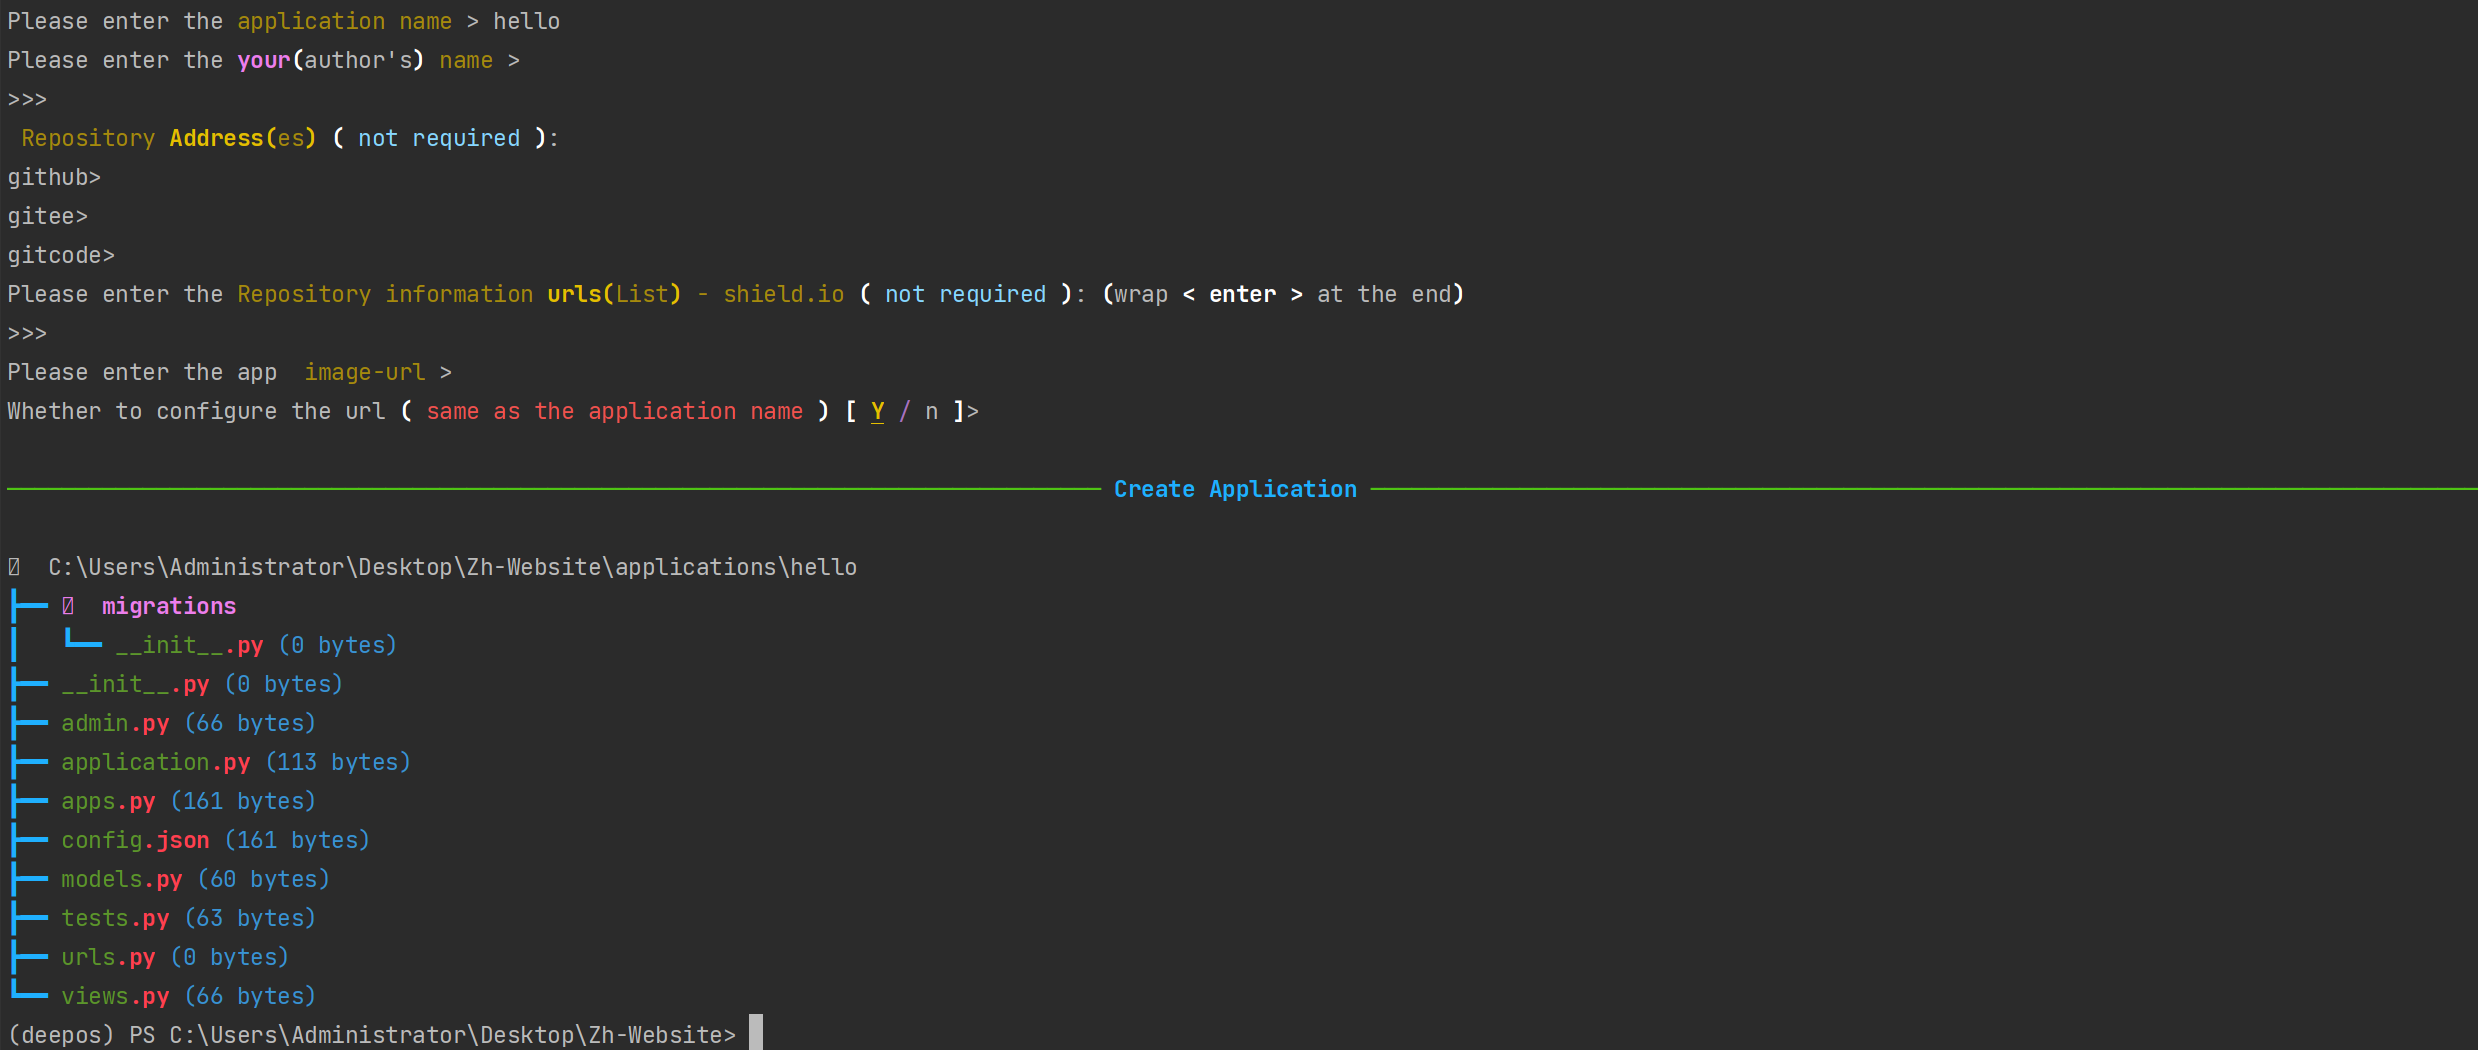 Please enter the application name > hello
Please enter the your(author's) name >
>>>
Repository Address(es) ( not required ):
github>
gitee>
gitcode>
Please enter the Repository information urls(List) - shield.io ( not required ): (wrap < enter > at the end)
>>>
Please enter the app  image-url >
Whether to configure the url ( same as the application name ) [ Y / n ]>
Create Application
C:\Users\Administrator\Desktop\Zh-Website\applications\hello
migrations
__init__.py (0 bytes)
__init__.py (0 bytes)
admin.py (66 bytes)
application.py (113 bytes)
apps.py (161 bytes)
config.json (161 bytes)
models.py (60 bytes)
tests.py (63 bytes)
urls.py (0 bytes)
views.py (66 bytes)
(deepos) PS C:\Users\Administrator\Desktop\Zh-Website>